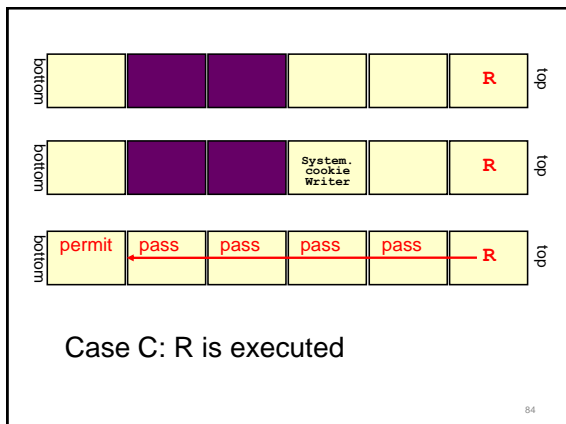 bottom
R
top
bottom
System.
cookie
Writer
R
top
bottom
permit
pass
pass
pass
pass
R
top
Case C: R is executed
84